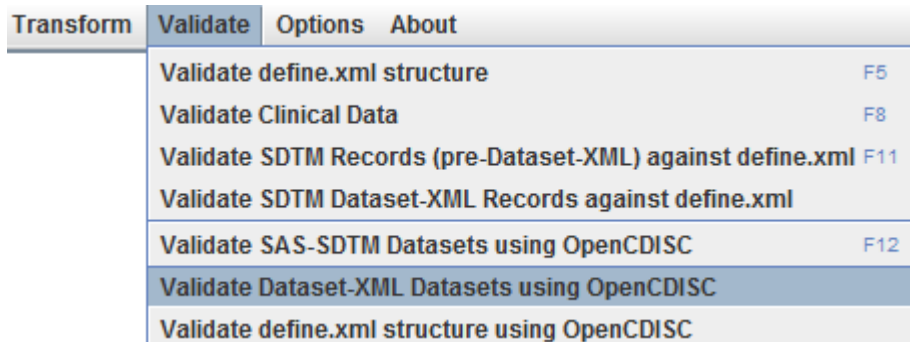 Transform Validate Options About
Validate define.xml structure F5
Validate Clinical Data F8
Validate SDTM Records (pre-Dataset-XML) against define.xml F11
Validate SDTM Dataset-XML Records against define.xml
Validate SAS-SDTM Datasets using OpenCDISC F12
Validate Dataset-XML Datasets using OpenCDISC
Validate define.xml structure using OpenCDISC